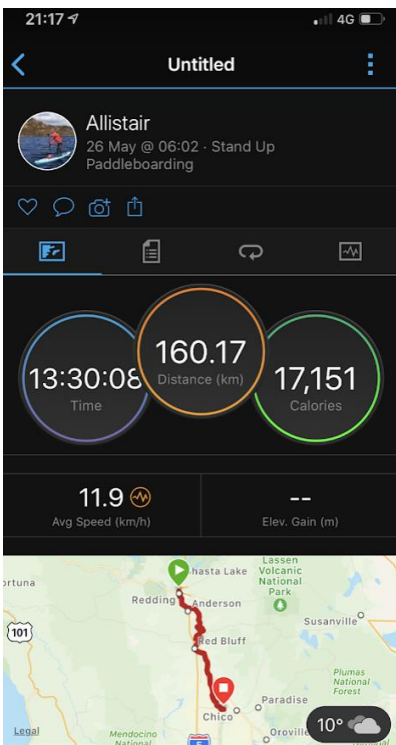 21:17
4G
Untitled
Allistair
26 May @ 06:02 · Stand Up
Paddleboarding
160.17
Distance (km)
13:30:08
Time
17,151
Calories
11.9
Avg Speed (km/h)
--
Elev. Gain (m)
Lassen
Volcanic
National
Park
hasta Lake
ortuna
Redding
Anderson
Susanville
101
Red Bluff
Plumas
National
Forest
Paradise
Chico
Oroville
Mendocino
National
Legal
5
10°